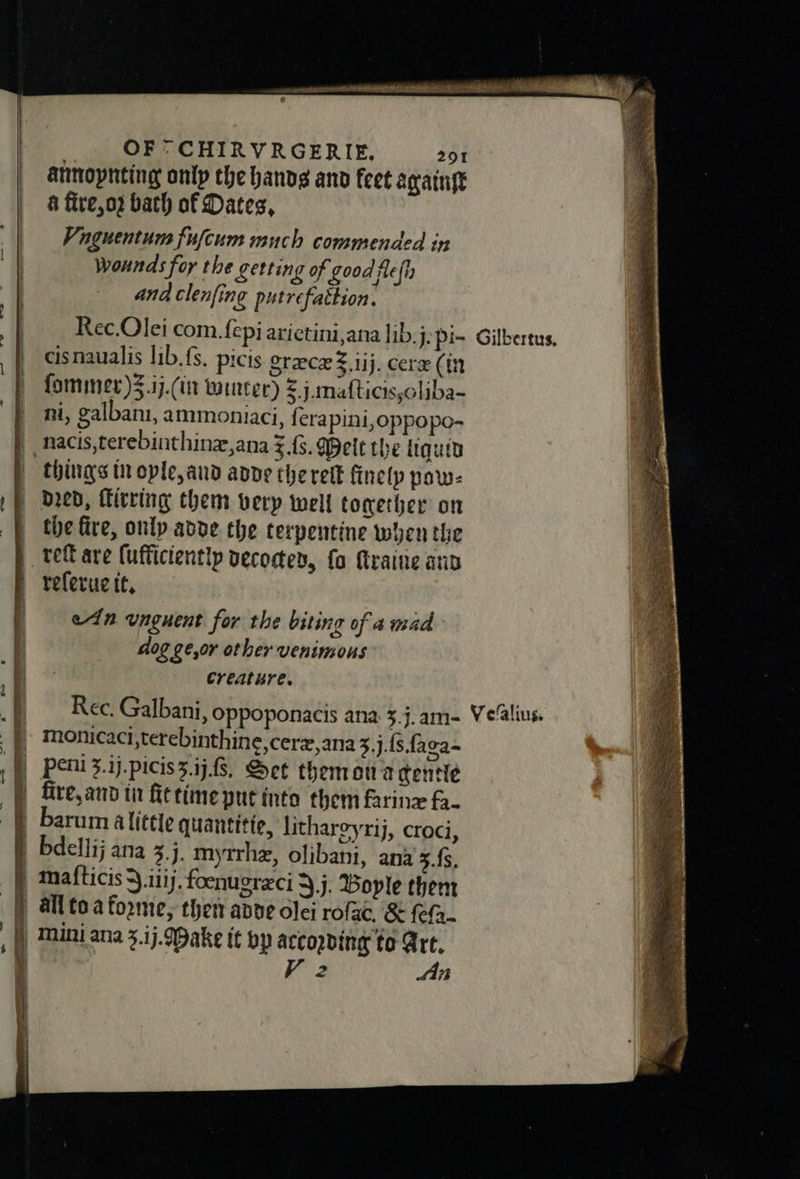 OF CHIRVRGERIE. 291
annoynting only the hands and feet againſt
a fire, or bath of Dates.
Vnguentum fuſcum much commended in
wounds for the getting of good fleſh
and clenſing putrefaction.
Rec. Olei com. ſepi arietini, ana lib. j. pi- Gilbertus.
cis naualis lib. ſs. picis græcæ ℥. iij. ceræ (in
ſommer) ℥. ij. (in winter) ℥. j. maſticis, oliba-
ni, galbani, ammoniaci, ſerapini, oppopo-
nacis, terebinthinæ, ana ℥. ſs. Melt the liquid
things in oyle, and adde the reſt finely pow-
dred, ſtirring them very well together on
the fire, only adde the terpentine when the
reſt are ſufficiently decocted, ſo ſtraine and
reſerue it.
An vnguent for the biting of a mad
dogge, or other venimous
creature.
Rec. Galbani, oppoponacis ana ʒ. j. am- Veſalius.
monicaci, terebinthine, ceræ, ana ʒ. j. ſs. ſaga-
peni ʒ. ij. picis ʒ. ij. ſs. Set them on a gentle
fire, and in fit time put into them farinæ fa-
barum a little quantitie, lithargyrij, croci,
bdellij ana ʒ. j. myrrhæ, olibani, ana ʒ. ſs.
maſticis ℈. iiij. fœnugræci ℈. j. Boyle them
all to a forme, then adde olei roſac. & ſeſa-
mini ana ʒ. ij. Make it vp according to Art.
V 2 An